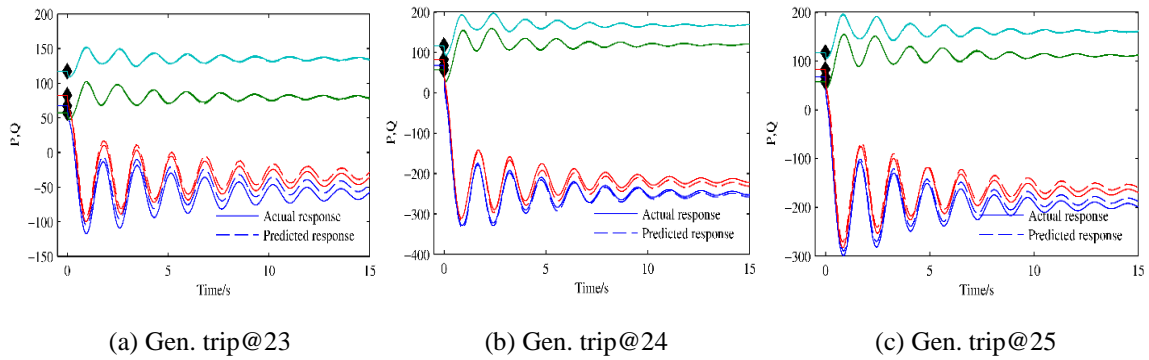 200
150
100
50
0
−50
−100
−150
P,Q
0
5
10
15
Time/s
Actual response
Predicted response
(a) Gen. trip@23
200
100
0
−100
−200
−300
−400
P,Q
0
5
10
15
Time/s
Actual response
Predicted response
(b) Gen. trip@24
200
100
0
−100
−200
−300
P,Q
0
5
10
15
Time/s
Actual response
Predicted response
(c) Gen. trip@25